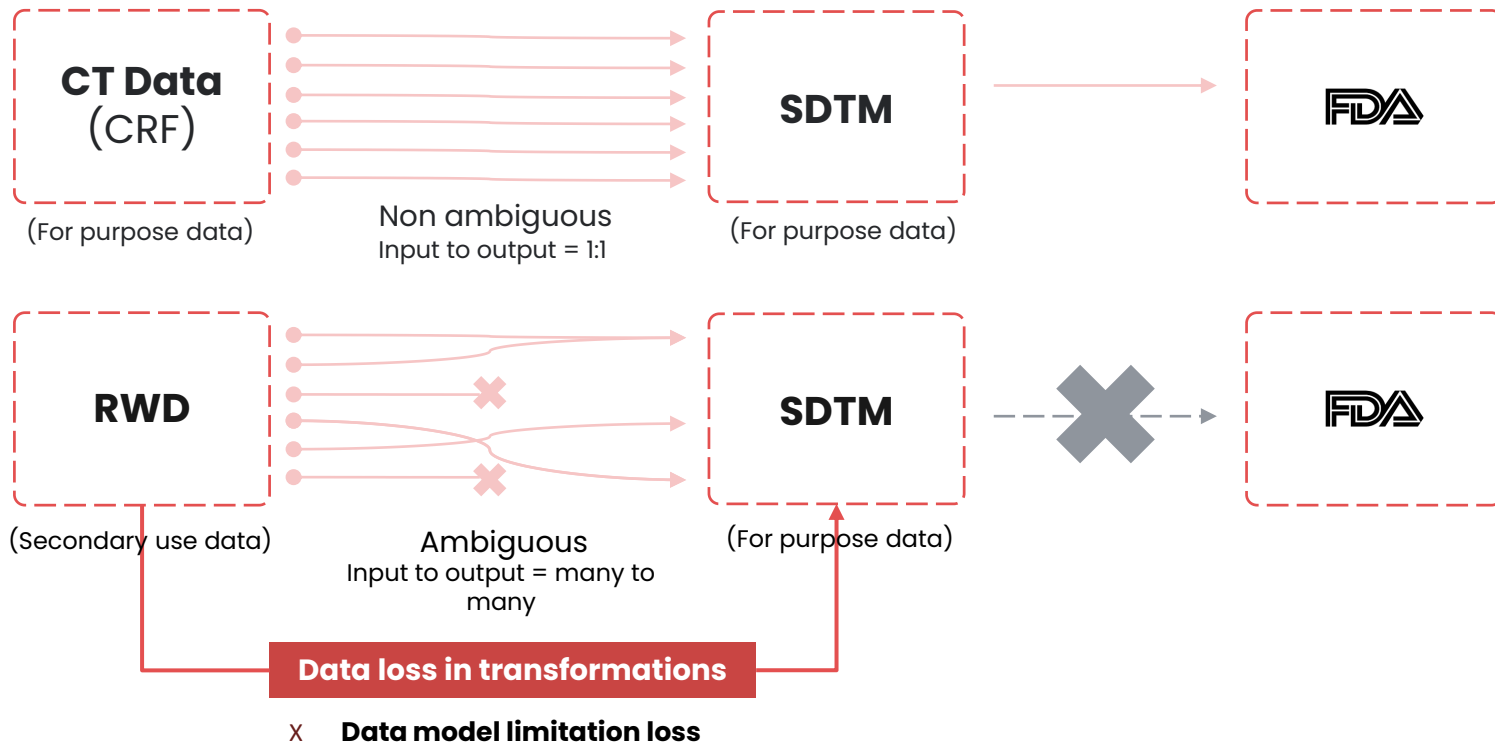 CT Data
(CRF)
SDTM
FDA
(For purpose data)
Non ambiguous
Input to output = 1:1
(For purpose data)
RWD
SDTM
FDA
(Secondary use data)
Ambiguous
Input to output = many to
many
(For purpose data)
Data loss in transformations
X Data model limitation loss